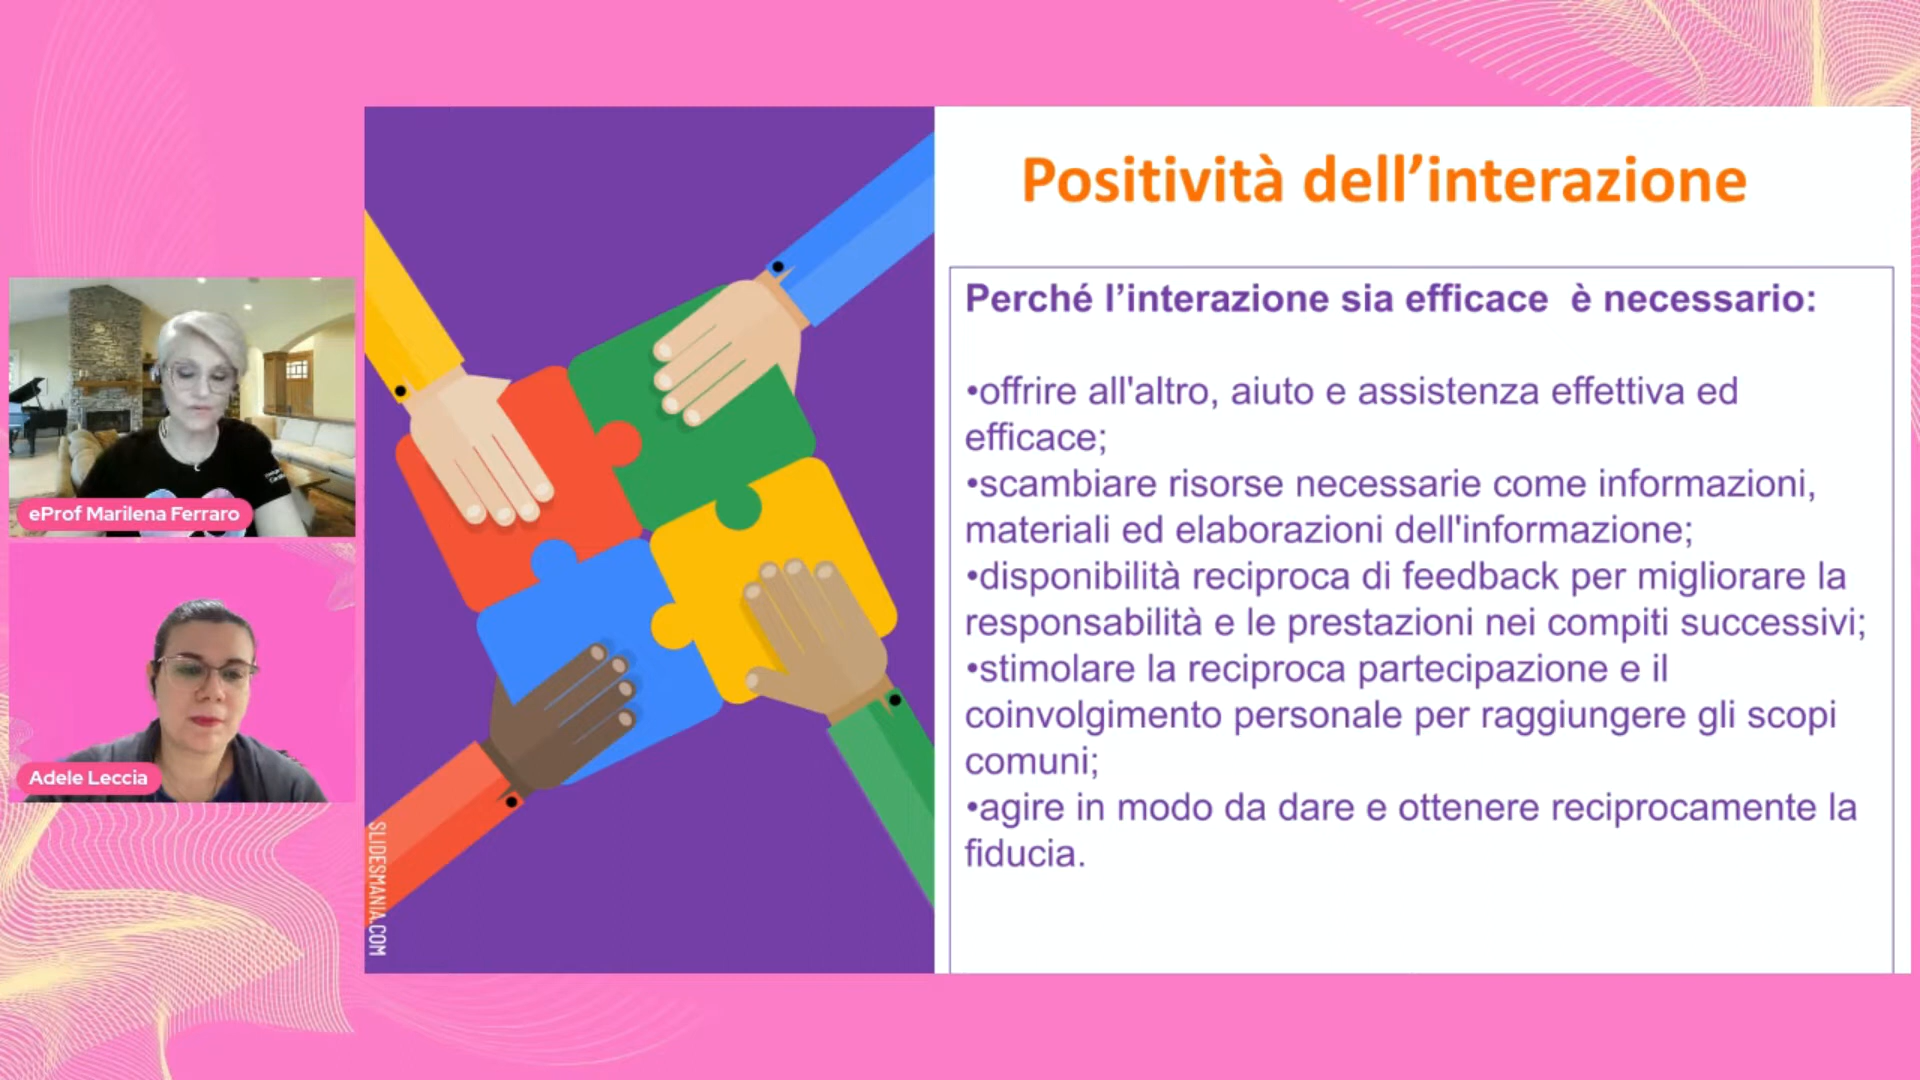 Positività dell’interazione
Perché l’interazione sia efficace  è necessario:
•offrire all'altro, aiuto e assistenza effettiva ed
efficace;
•scambiare risorse necessarie come informazioni,
materiali ed elaborazioni dell'informazione;
•disponibilità reciproca di feedback per migliorare la
responsabilità e le prestazioni nei compiti successivi;
•stimolare la reciproca partecipazione e il
coinvolgimento personale per raggiungere gli scopi
comuni;
•agire in modo da dare e ottenere reciprocamente la
fiducia.
eProf Marilena Ferraro
Adele Leccia
SLIDESMANIA.COM